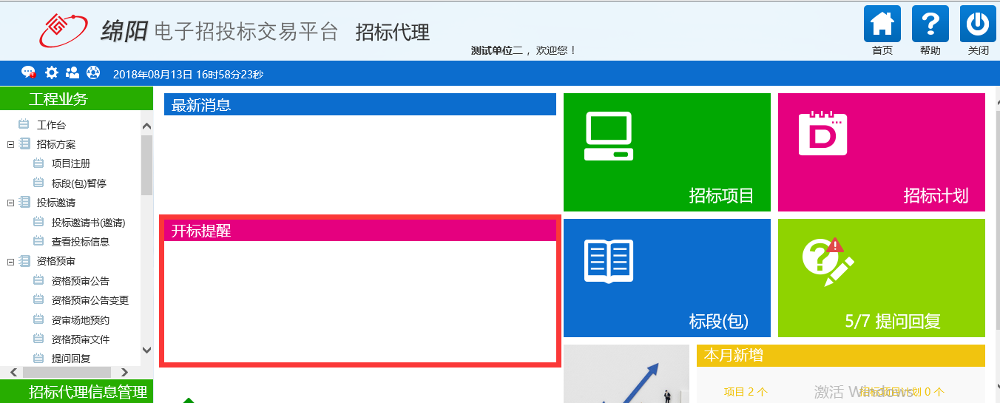 绵阳 电子招投标交易平台 招标代理
测试单位二 ，欢迎您！
首页 帮助 关闭
2018年08月13日 16时58分23秒
工程业务
工作台
招标方案
项目注册
标段(包)暂停
投标邀请
投标邀请书(邀请)
查看投标信息
资格预审
资格预审公告
资格预审公告变更
资审场地预约
资格预审文件
提问回复
招标代理信息管理
最新消息
开标提醒
招标项目
D
招标计划
标段(包)
5/7 提问回复
本月新增
项目 2 个
招标项目计划 0 个
激活 Windows